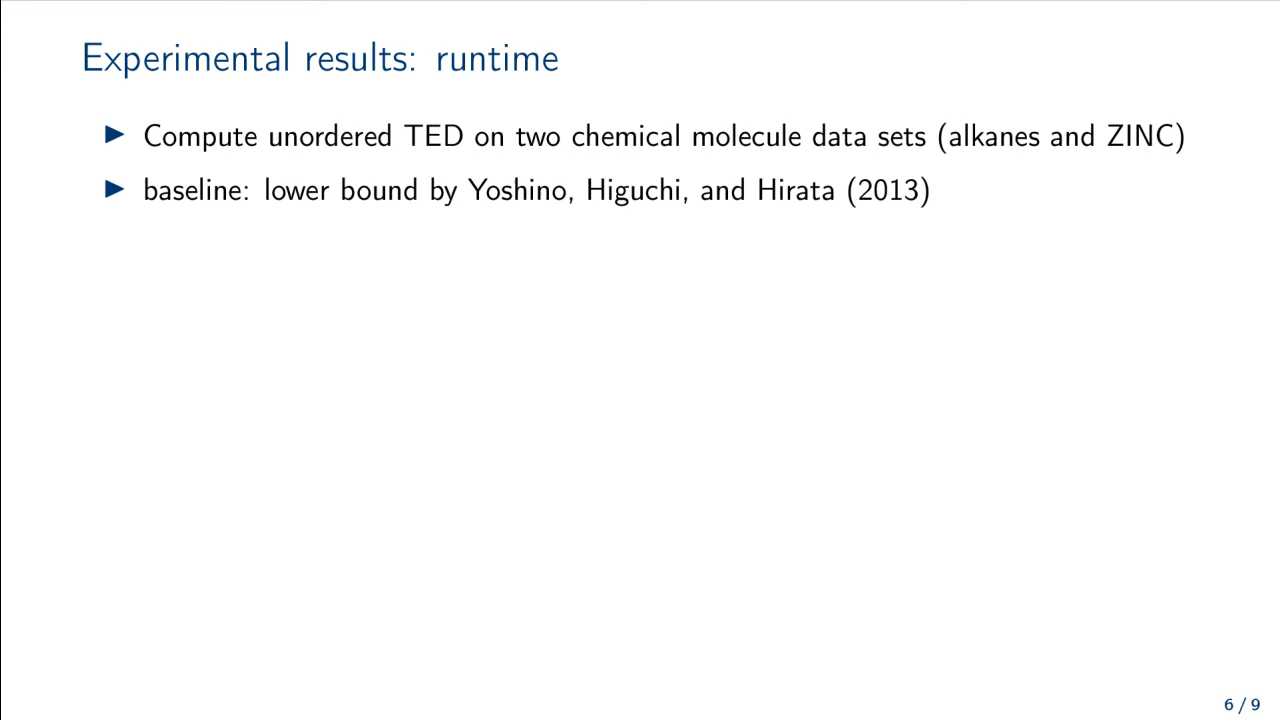 Experimental results: runtime
▶ Compute unordered TED on two chemical molecule data sets (alkanes and ZINC)
▶ baseline: lower bound by Yoshino, Higuchi, and Hirata (2013)
6 / 9